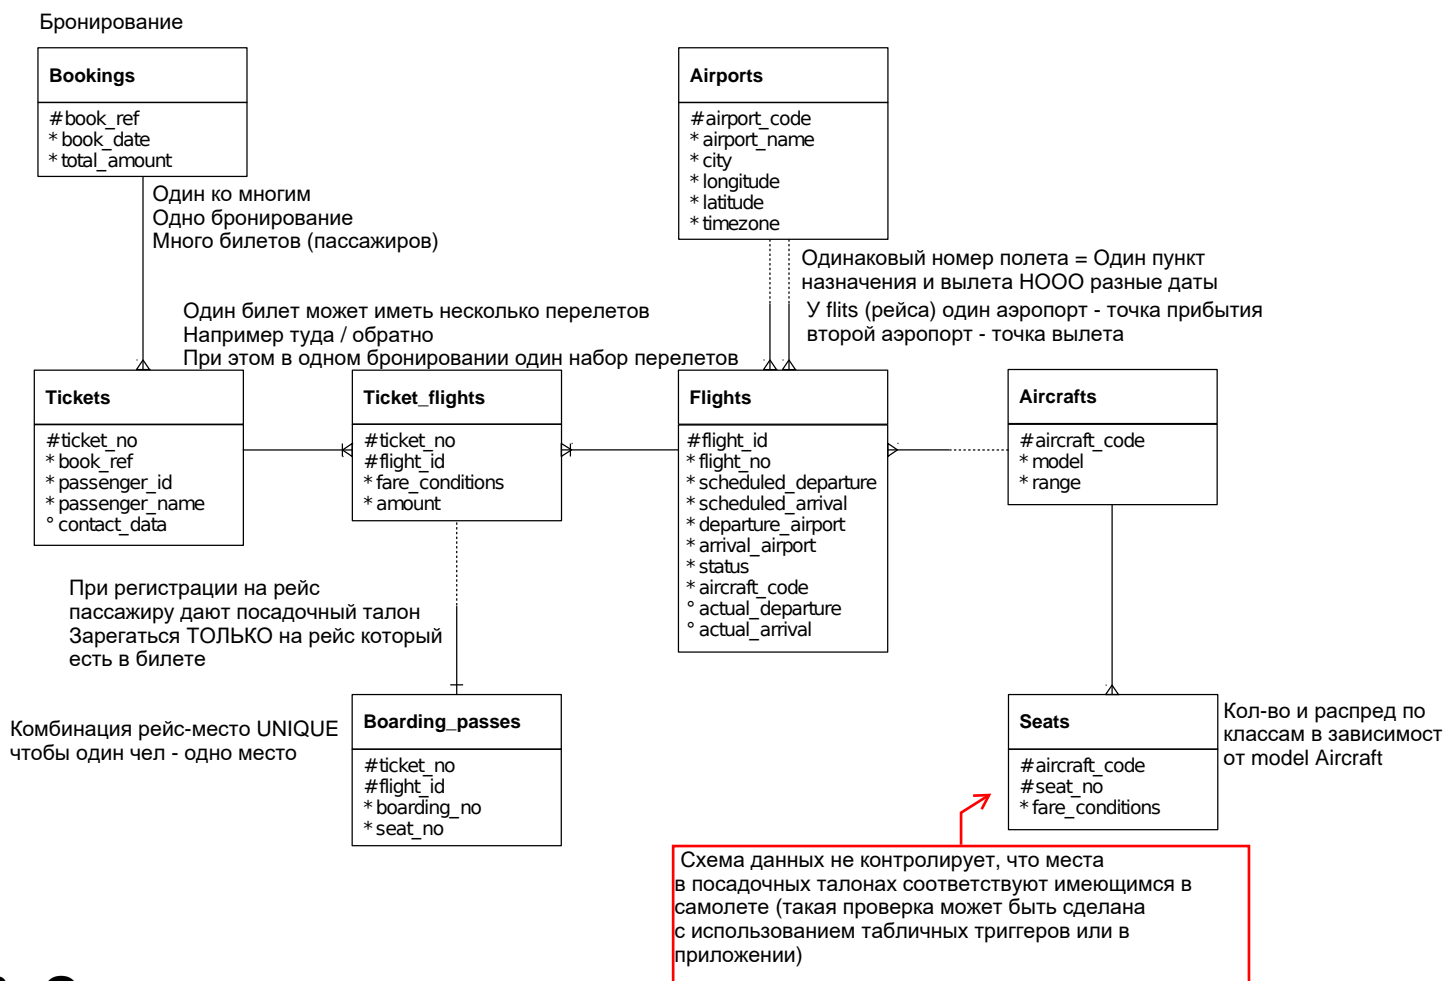 Бронирование
Bookings
# book_ref
* book_date
* total_amount
Airports
# airport_code
* airport_name
* city
* longitude
* latitude
* timezone
Один ко многим
Одно бронирование
Много билетов (пассажиров)
Одинаковый номер полета = Один пункт
назначения и вылета НООО разные даты
У flits (рейса) один аэропорт - точка прибытия
второй аэропорт - точка вылета
Один билет может иметь несколько перелетов
Например туда / обратно
При этом в одном бронировании один набор перелетов
Tickets
# ticket_no
* book_ref
* passenger_id
* passenger_name
° contact_data
Ticket_flights
# ticket_no
# flight_id
* fare_conditions
* amount
Flights
# flight_id
* flight_no
* scheduled_departure
* scheduled_arrival
* departure_airport
* arrival_airport
* status
* aircraft_code
° actual_departure
° actual_arrival
Aircrafts
# aircraft_code
* model
* range
При регистрации на рейс
пассажиру дают посадочный талон
Зарегаться ТОЛЬКО на рейс который
есть в билете
Комбинация рейс-место UNIQUE
чтобы один чел - одно место
Boarding_passes
# ticket_no
# flight_id
* boarding_no
* seat_no
Seats
# aircraft_code
# seat_no
* fare_conditions
Кол-во и распред по
классам в зависимост
от model Aircraft
Схема данных не контролирует, что места
в посадочных талонах соответствуют имеющимся в
самолете (такая проверка может быть сделана
с использованием табличных триггеров или в
приложении)